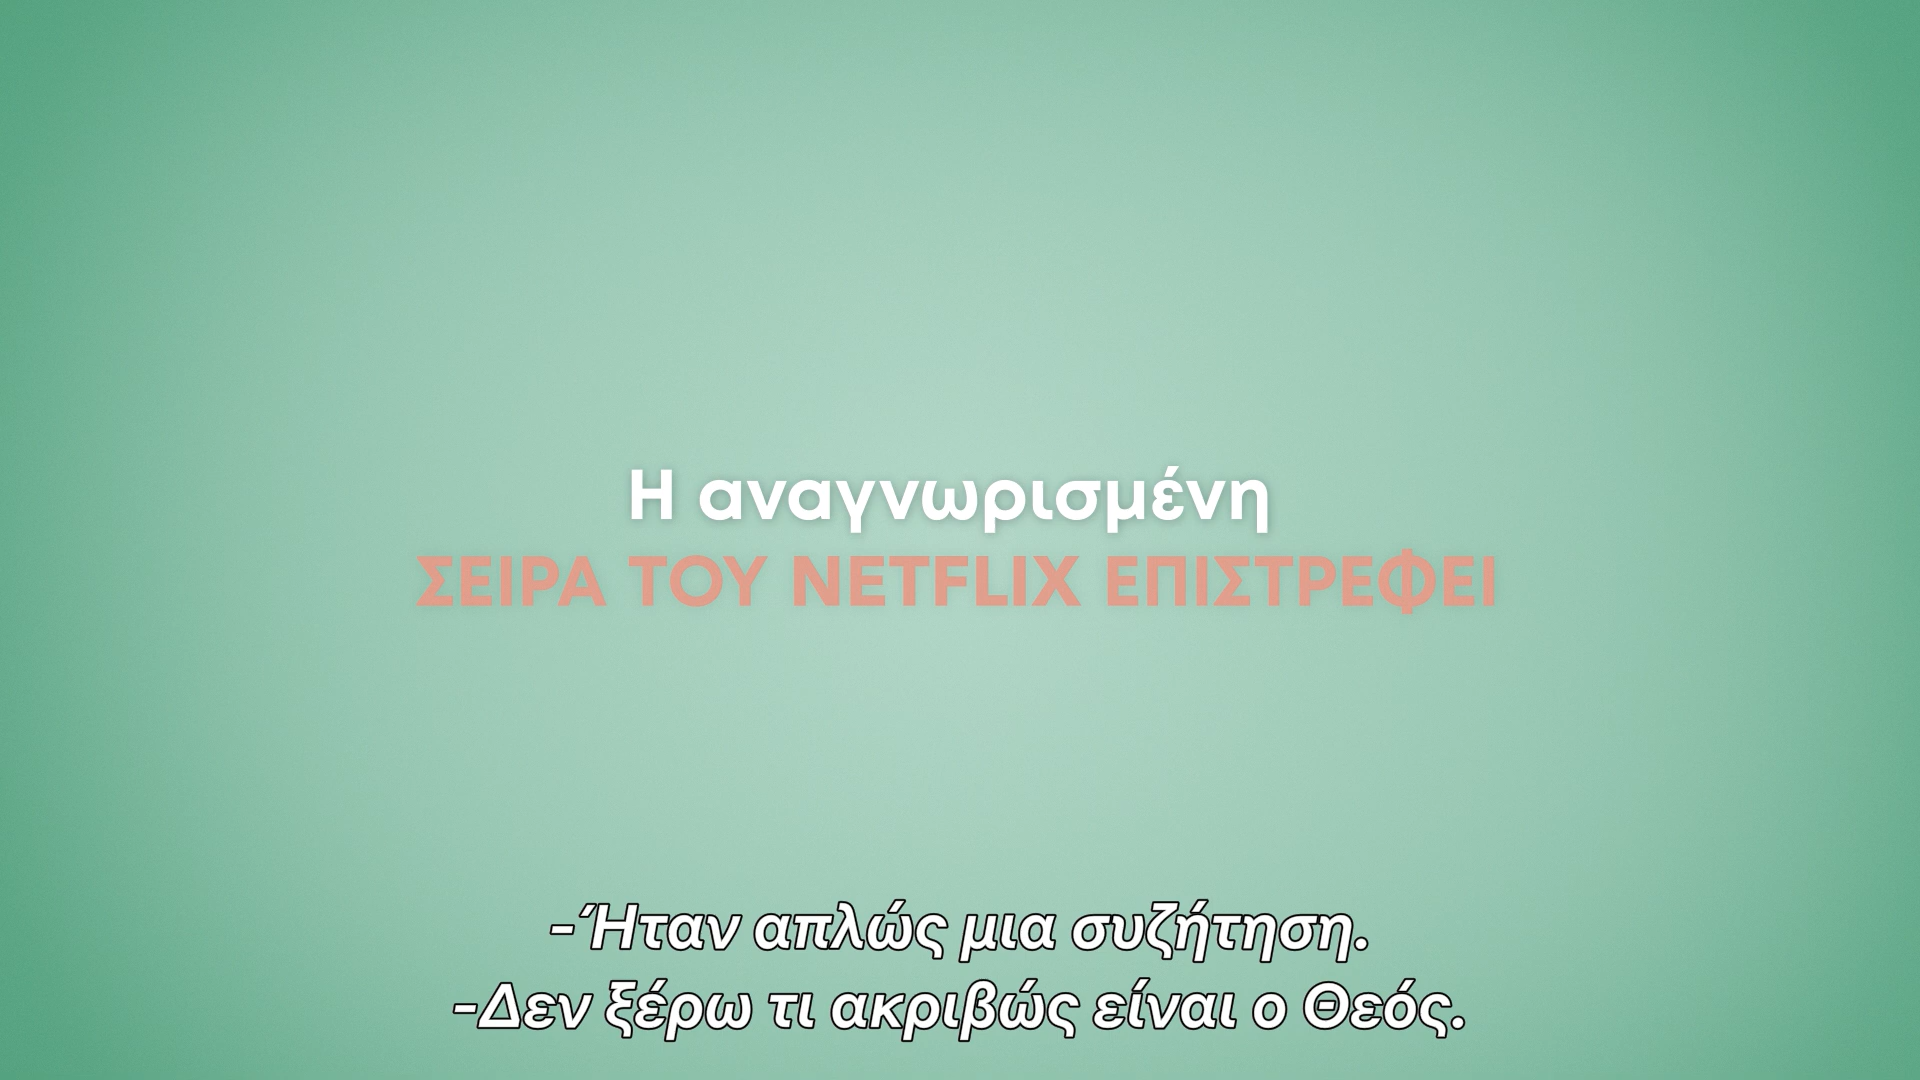 Η αναγνωρισμένη
ΣΕΙΡΑ ΤΟΥ NETFLIX ΕΠΙΣΤΡΕΦΕΙ
-Ήταν απλώς μια συζήτηση.
-Δεν ξέρω τι ακριβώς είναι ο Θεός.